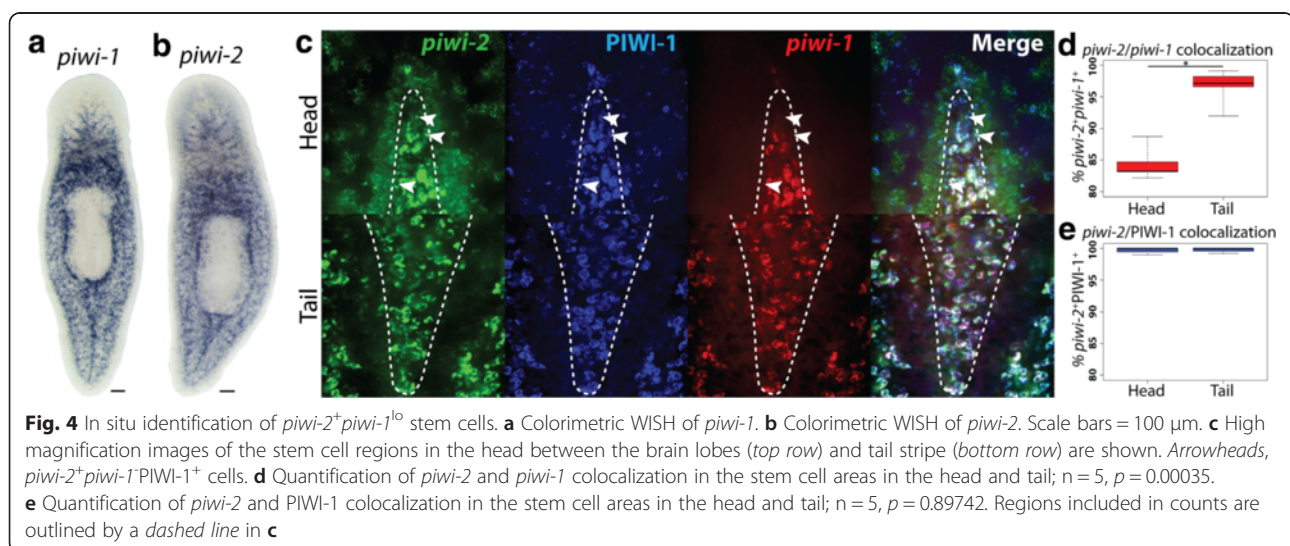 a
piwi-1
b
piwi-2
c
piwi-2
PIWI-1
piwi-1
Merge
Head
Tail
d
piwi-2/piwi-1 colocalization
*
% piwi-2⁺piwi-1⁺
100
95
90
85
80
Head
Tail
e
piwi-2/PIWI-1 colocalization
% piwi-2⁺PIWI-1⁺
100
95
90
85
80
Head
Tail
Fig. 4 In situ identification of piwi-2⁺piwi-1ˡᵒ stem cells. a Colorimetric WISH of piwi-1. b Colorimetric WISH of piwi-2. Scale bars = 100 μm. c High
magnification images of the stem cell regions in the head between the brain lobes (top row) and tail stripe (bottom row) are shown. Arrowheads,
piwi-2⁺piwi-1⁻PIWI-1⁺ cells. d Quantification of piwi-2 and piwi-1 colocalization in the stem cell areas in the head and tail; n = 5, p = 0.00035.
e Quantification of piwi-2 and PIWI-1 colocalization in the stem cell areas in the head and tail; n = 5, p = 0.89742. Regions included in counts are
outlined by a dashed line in c